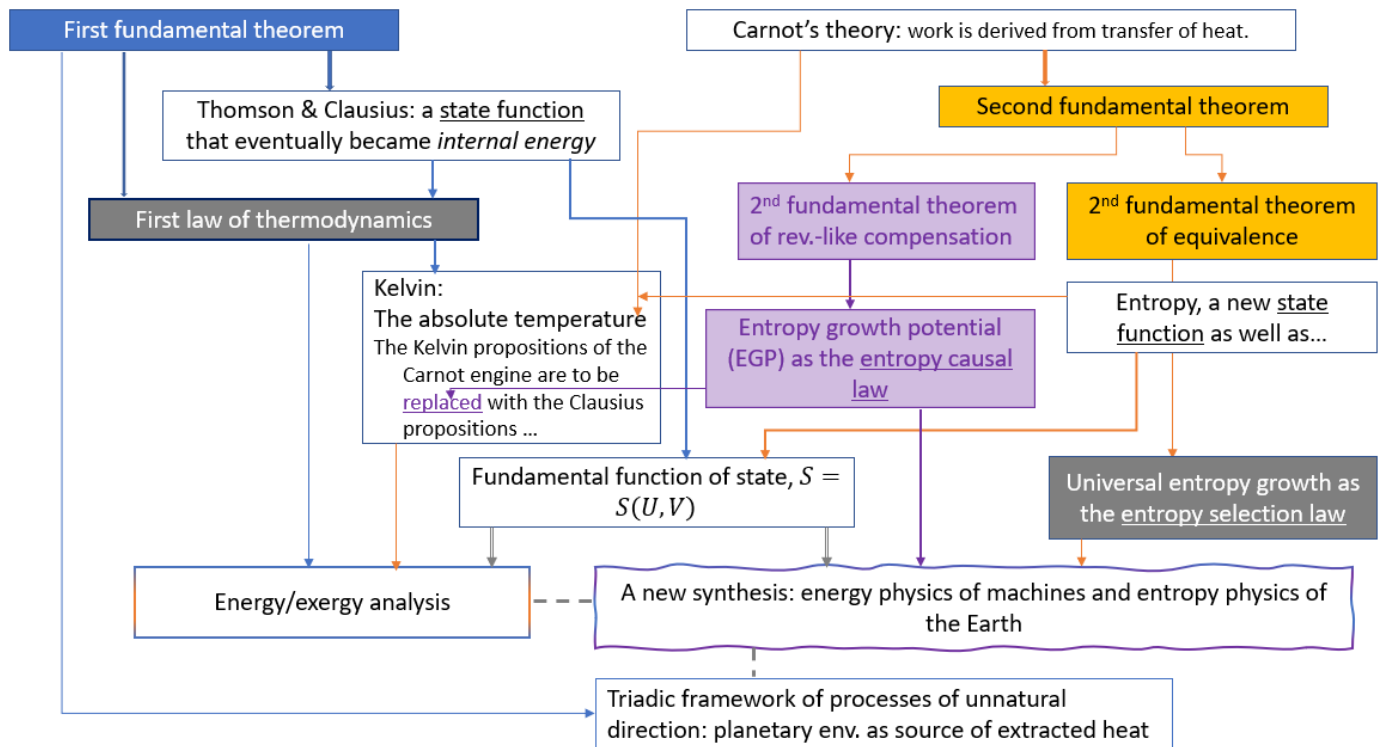 First fundamental theorem
Carnot's theory: work is derived from transfer of heat.
Thomson & Clausius: a state function
that eventually became internal energy
Second fundamental theorem
First law of thermodynamics
2nd fundamental theorem
of rev.-like compensation
2nd fundamental theorem
of equivalence
Kelvin:
The absolute temperature
The Kelvin propositions of the
Carnot engine are to be
replaced with the Clausius
propositions ...
Entropy growth potential
(EGP) as the entropy causal
law
Entropy, a new state
function as well as...
Fundamental function of state, S =
S(U,V)
Universal entropy growth as
the entropy selection law
Energy/exergy analysis
A new synthesis: energy physics of machines and entropy physics of
the Earth
Triadic framework of processes of unnatural
direction: planetary env. as source of extracted heat